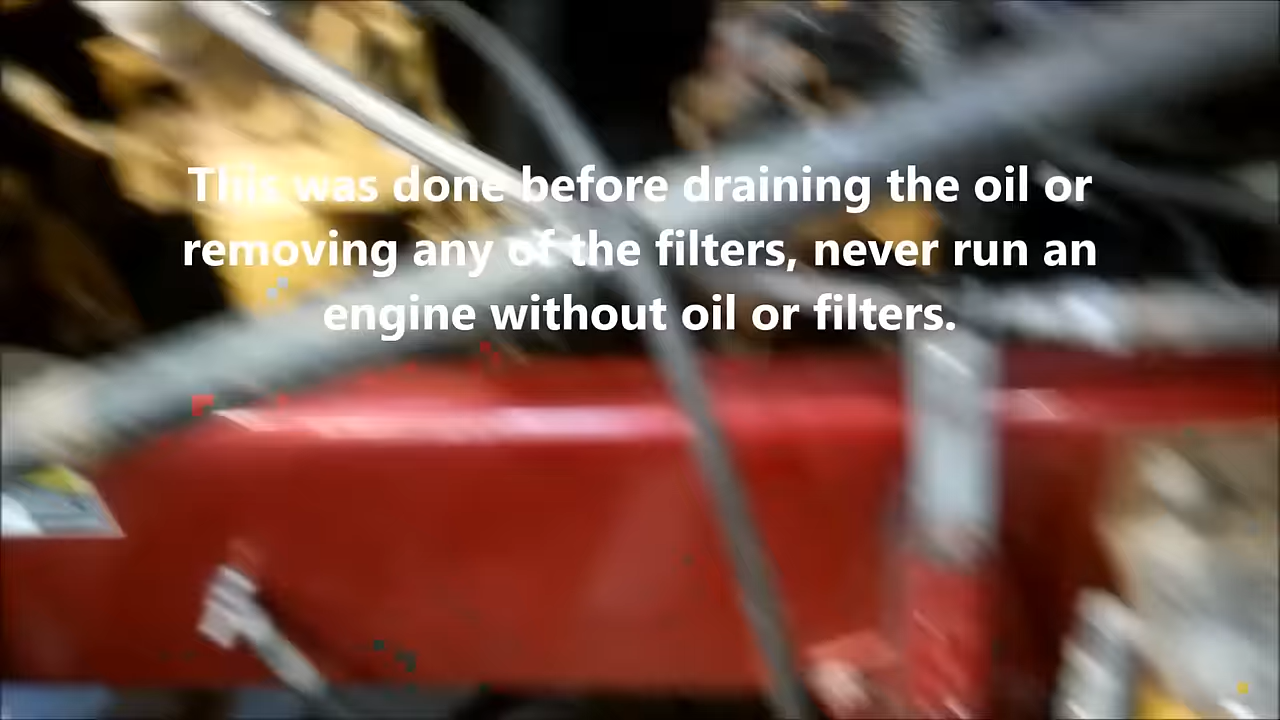 This was done before draining the oil or
removing any of the filters, never run an
engine without oil or filters.